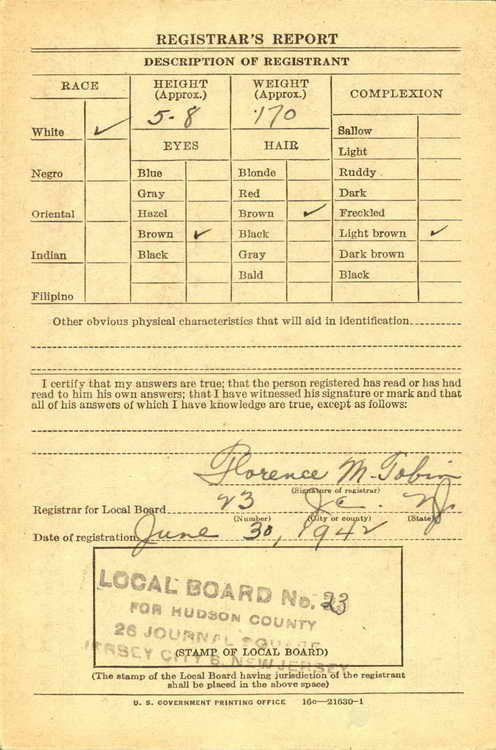 REGISTRAR'S REPORT
DESCRIPTION OF REGISTRANT
RACE
HEIGHT
(Approx.)
WEIGHT
(Approx.)
COMPLEXION
5-8
170
White ✓
EYES
HAIR
Sallow
Light
Negro
Blue
Blonde
Ruddy
Gray
Red
Dark
Oriental
Hazel
Brown ✓
Freckled
Brown ✓
Black
Light brown ✓
Indian
Black
Gray
Dark brown
Bald
Black
Filipino
Other obvious physical characteristics that will aid in identification
I certify that my answers are true; that the person registered has read or has had
read to him his own answers; that I have witnessed his signature or mark and that
all of his answers of which I have knowledge are true, except as follows:
Florence M. Tobin
(Signature of registrar)
Registrar for Local Board 23 J.C. N.J.
(Number) (City or county) (State)
Date of registration June 30, 1942
LOCAL BOARD No. 23
FOR HUDSON COUNTY
26 JOURNAL SQUARE
JERSEY CITY 6, NEW JERSEY
(STAMP OF LOCAL BOARD)
(The stamp of the Local Board having jurisdiction of the registrant
shall be placed in the above space)
U. S. GOVERNMENT PRINTING OFFICE 16c—21630-1